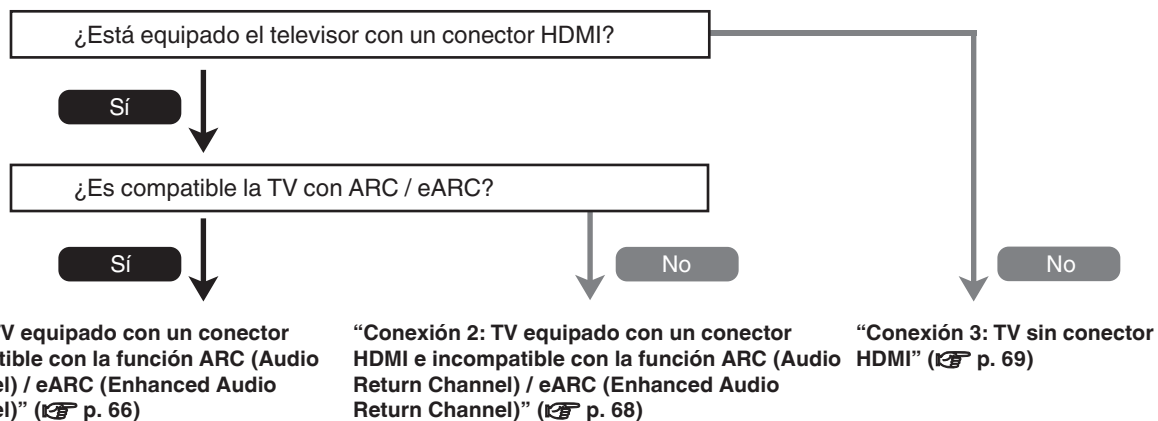 ¿Está equipado el televisor con un conector HDMI?
Sí
¿Es compatible la TV con ARC / eARC?
Sí
No
No
equipado con un conector
con la función ARC (Audio
/ eARC (Enhanced Audio
(☞ p. 66)
“Conexión 2: TV equipado con un conector
HDMI e incompatible con la función ARC (Audio
Return Channel) / eARC (Enhanced Audio
Return Channel)” (☞ p. 68)
“Conexión 3: TV sin conector
HDMI” (☞ p. 69)